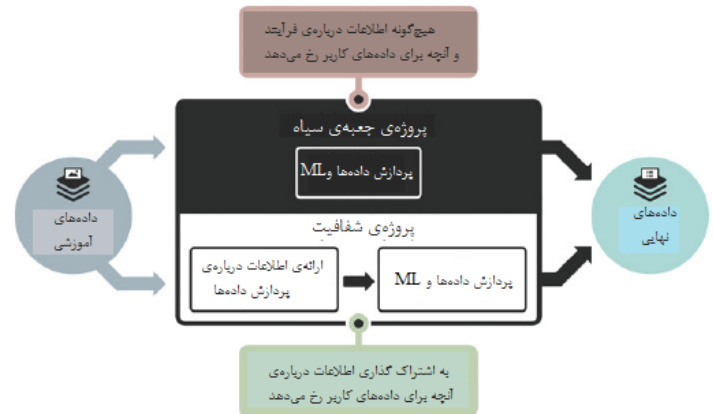 هیچ‌گونه اطلاعات درباره‌ی فرآیند
و آنچه برای داده‌های کاربر رخ می‌دهد
پروژه‌ی جعبه‌ی سیاه
پردازش داده‌ها وML
داده‌های
آموزشی
داده‌های
نهایی
پروژه‌ی شفافیت
ارائه‌ی اطلاعات درباره‌ی
پردازش داده‌ها
پردازش داده‌ها و ML
به اشتراک گذاری اطلاعات درباره‌ی
آنچه برای داده‌های کاربر رخ می‌دهد